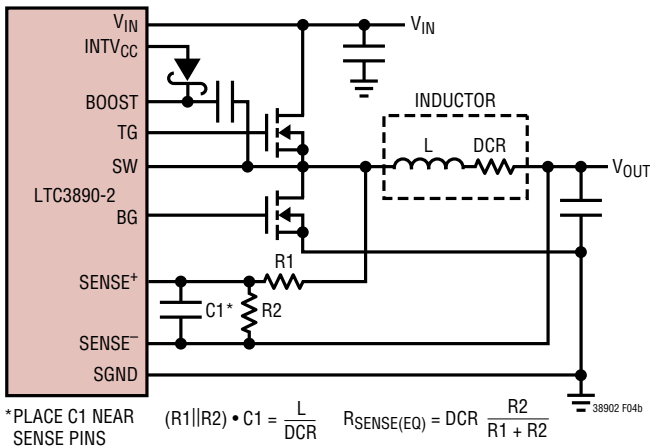 VIN
VIN
INTVCC
BOOST
TG
SW
LTC3890-2
BG
SENSE+
SENSE–
SGND
INDUCTOR
L DCR
VOUT
R1
C1* R2
*PLACE C1 NEAR
SENSE PINS
(R1||R2) • C1 = L/DCR
RSENSE(EQ) = DCR R2/R1 + R2
38902 F04b